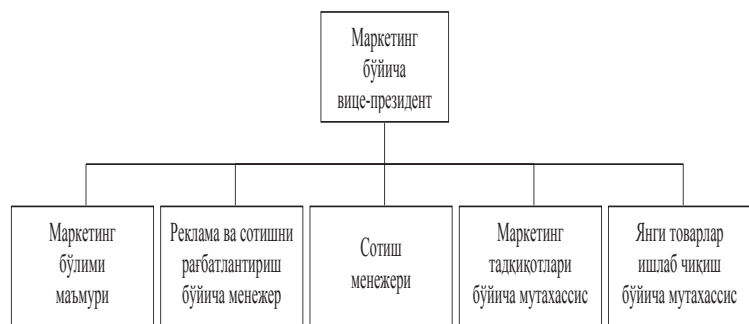 Маркетинг
бўйича
вице-президент
Маркетинг
бўлими
маъмури
Реклама ва сотишни
рағбатлантириш
бўйича менежер
Сотиш
менежери
Маркетинг
тадқиқотлари
бўйича мутахассис
Янги товарлар
ишлаб чиқиш
бўйича мутахассис